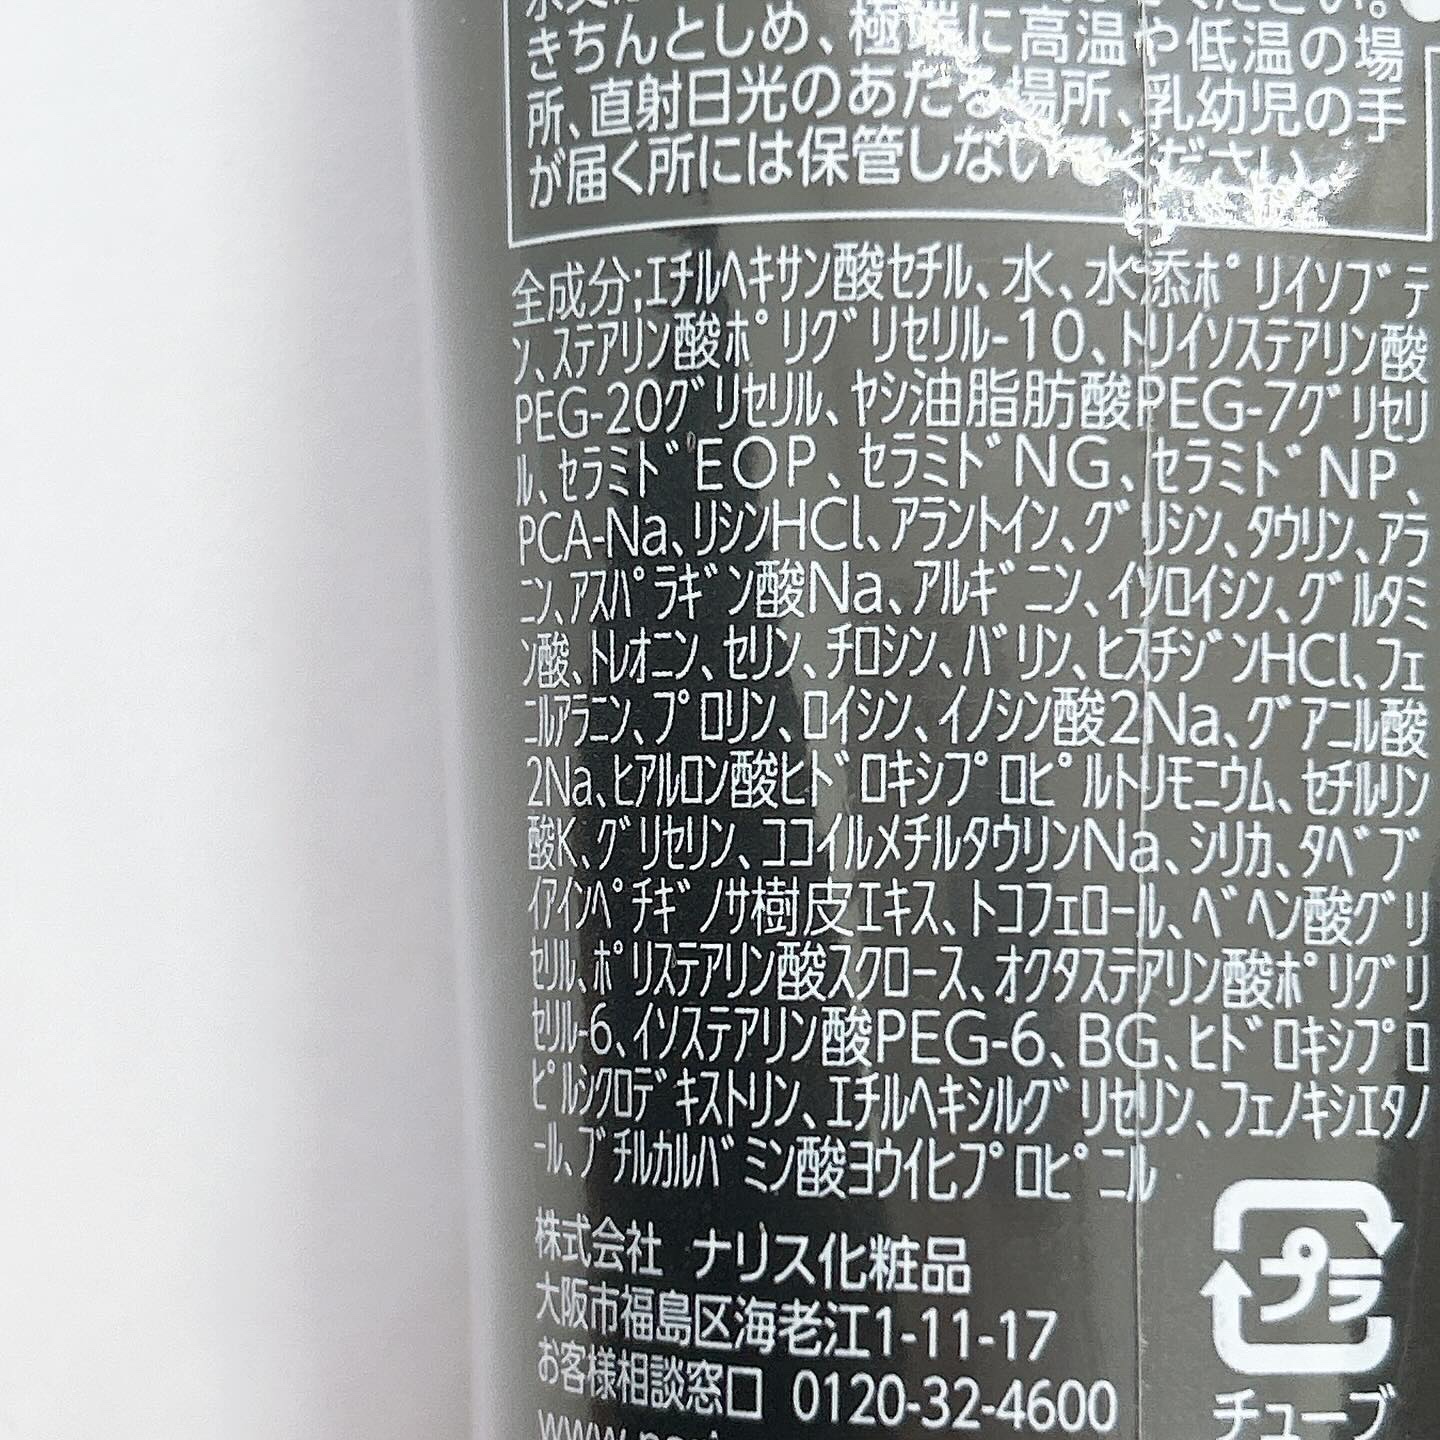 きちんとしめ、極端に高温や低温の場
所、直射日光のあたる場所、乳幼児の手
が届く所には保管しないでください。
全成分;エチルヘキサン酸セチル、水、水添ポリイソブテ
ン、ステアリン酸ポリグリセリル-10、トリイソステアリン酸
PEG-20グリセリル、ヤシ油脂肪酸PEG-7グリセリ
ル、セラミドEOP、セラミドNG、セラミドNP、
PCA-Na、リシンHCl、アラントイン、グリシン、タウリン、アラ
ニン、アスパラギン酸Na、アルギニン、イソロイシン、グルタミ
ン酸、トレオニン、セリン、チロシン、バリン、ヒスチジンHCl、フェ
ニルアラニン、プロリン、ロイシン、イノシン酸2Na、グアニル酸
2Na、ヒアルロン酸ヒドロキシプロピルトリモニウム、セチルリン
酸K、グリセリン、ココイルメチルタウリンNa、シリカ、タベブ
イアインペチギノサ樹皮エキス、トコフェロール、ベヘン酸グリ
セリル、ポリステアリン酸スクロース、オクタステアリン酸ポリグリ
セリル-6、イソステアリン酸PEG-6、BG、ヒドロキシプロ
ピルシクロデキストリン、エチルヘキシルグリセリン、フェノキシエタノ
ール、ブチルカルバミン酸ヨウ化ヒプロピニル
株式会社 ナリス化粧品
大阪市福島区海老江1-11-17
お客様相談窓口 0120-32-4600
プラ
チューブ